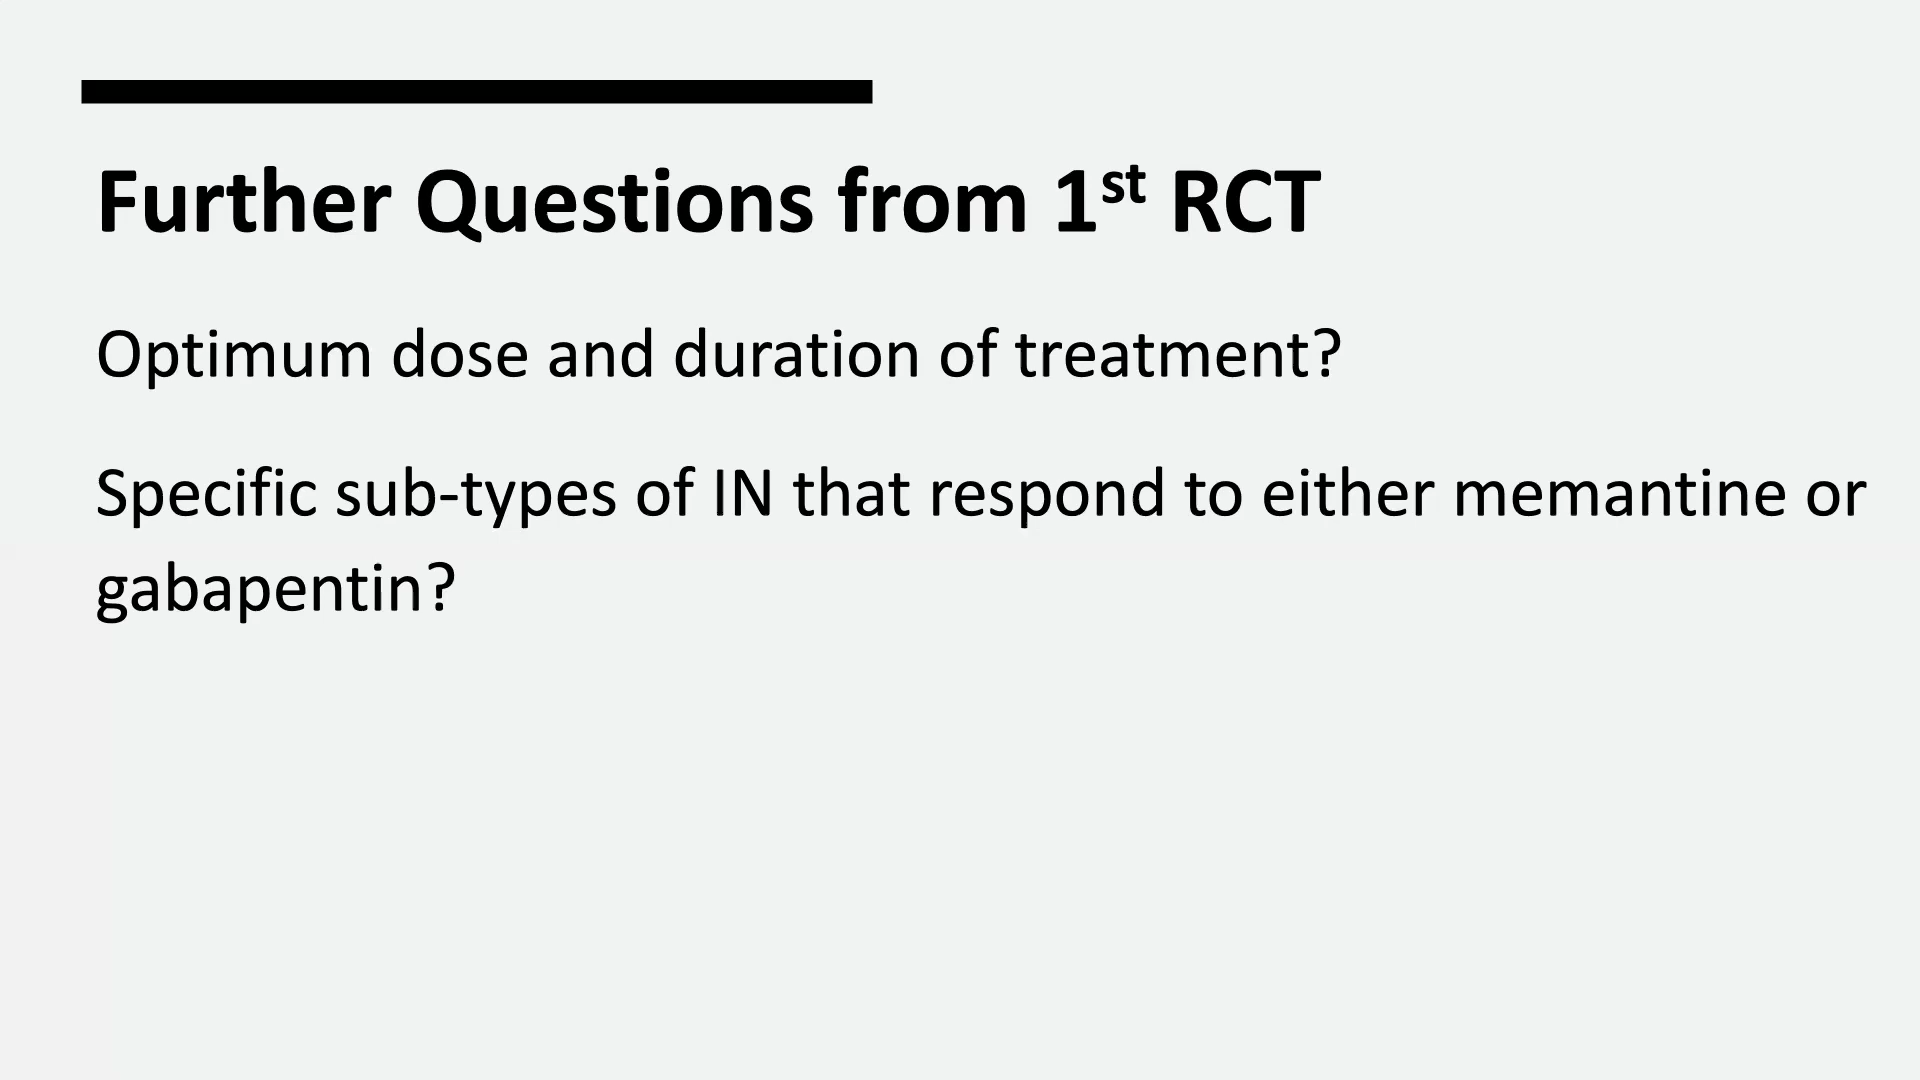 Further Questions from 1st RCT
Optimum dose and duration of treatment?
Specific sub-types of IN that respond to either memantine or
gabapentin?